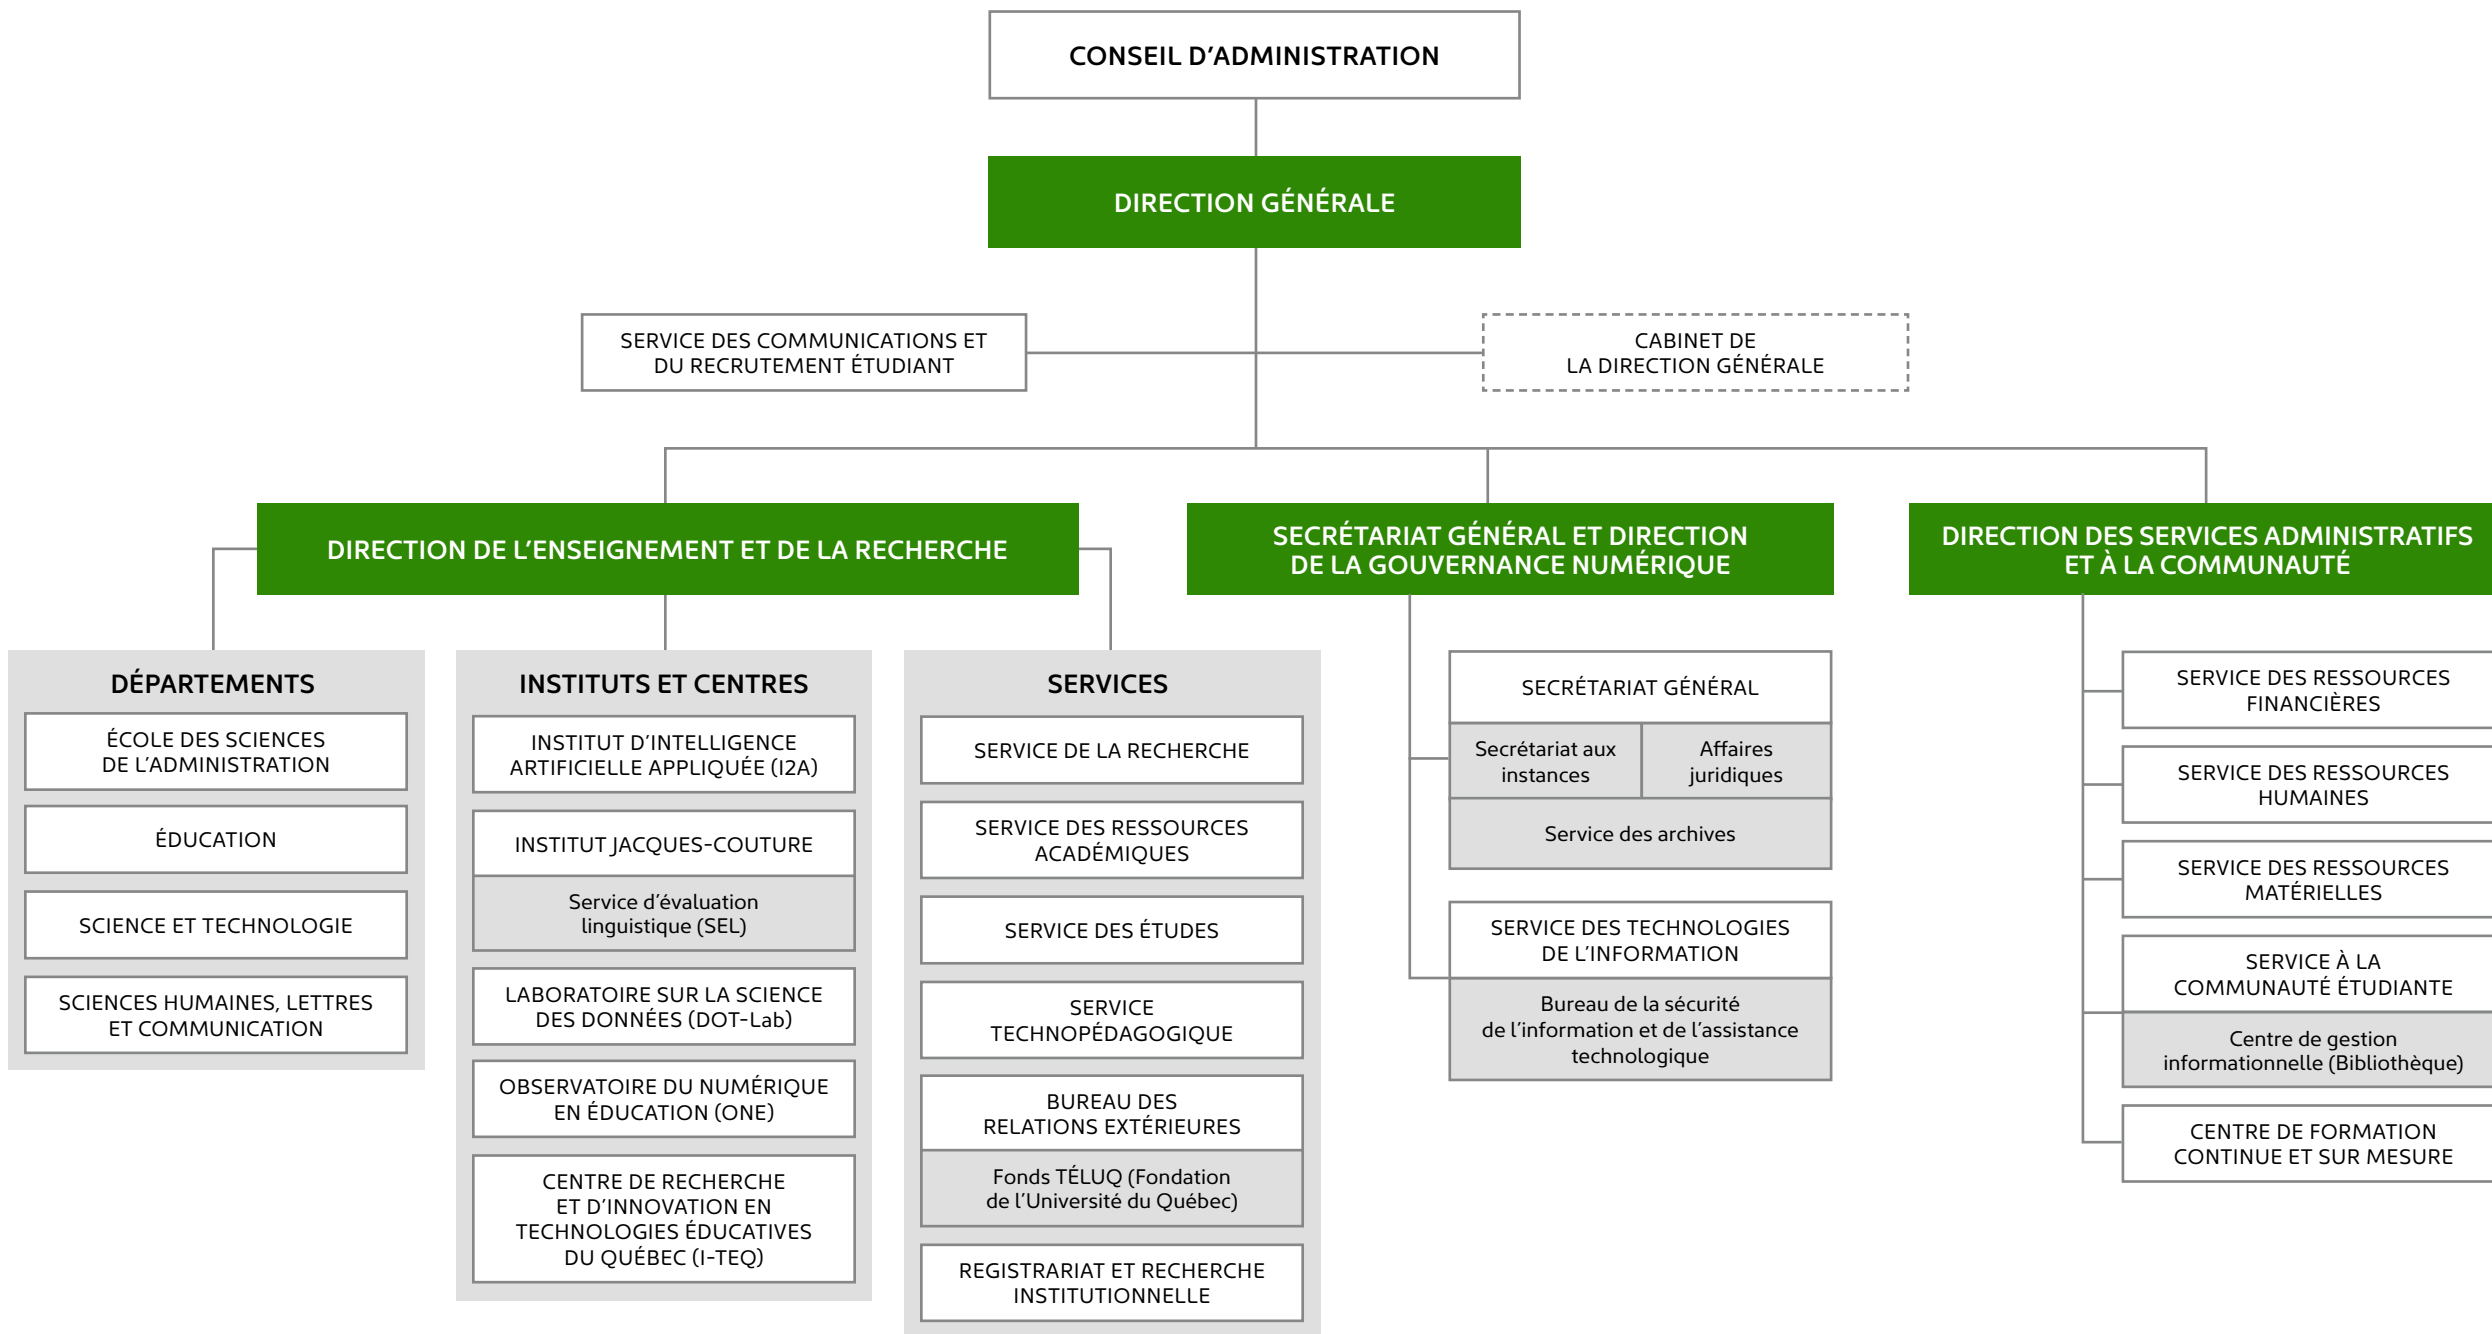 CONSEIL D'ADMINISTRATION
DIRECTION GÉNÉRALE
SERVICE DES COMMUNICATIONS ET
DU RECRUTEMENT ÉTUDIANT
CABINET DE
LA DIRECTION GÉNÉRALE
DIRECTION DE L'ENSEIGNEMENT ET DE LA RECHERCHE
SECRÉTARIAT GÉNÉRAL ET DIRECTION
DE LA GOUVERNANCE NUMÉRIQUE
DIRECTION DES SERVICES ADMINISTRATIFS
ET À LA COMMUNAUTÉ
DÉPARTEMENTS
ÉCOLE DES SCIENCES
DE L'ADMINISTRATION
ÉDUCATION
SCIENCE ET TECHNOLOGIE
SCIENCES HUMAINES, LETTRES
ET COMMUNICATION
INSTITUTS ET CENTRES
INSTITUT D'INTELLIGENCE
ARTIFICIELLE APPLIQUÉE (I2A)
INSTITUT JACQUES-COUTURE
Service d'évaluation
linguistique (SEL)
LABORATOIRE SUR LA SCIENCE
DES DONNÉES (DOT-Lab)
OBSERVATOIRE DU NUMÉRIQUE
EN ÉDUCATION (ONE)
CENTRE DE RECHERCHE
ET D'INNOVATION EN
TECHNOLOGIES ÉDUCATIVES
DU QUÉBEC (I-TEQ)
SERVICES
SERVICE DE LA RECHERCHE
SERVICE DES RESSOURCES
ACADÉMIQUES
SERVICE DES ÉTUDES
SERVICE
TECHNOPÉDAGOGIQUE
BUREAU DES
RELATIONS EXTÉRIEURES
Fonds TÉLUQ (Fondation
de l'Université du Québec)
REGISTRARIAT ET RECHERCHE
INSTITUTIONNELLE
SECRÉTARIAT GÉNÉRAL
Secrétariat aux
instances
Affaires
juridiques
Service des archives
SERVICE DES TECHNOLOGIES
DE L'INFORMATION
Bureau de la sécurité
de l'information et de l'assistance
technologique
SERVICE DES RESSOURCES
FINANCIÈRES
SERVICE DES RESSOURCES
HUMAINES
SERVICE DES RESSOURCES
MATÉRIELLES
SERVICE À LA
COMMUNAUTÉ ÉTUDIANTE
Centre de gestion
informationnelle (Bibliothèque)
CENTRE DE FORMATION
CONTINUE ET SUR MESURE